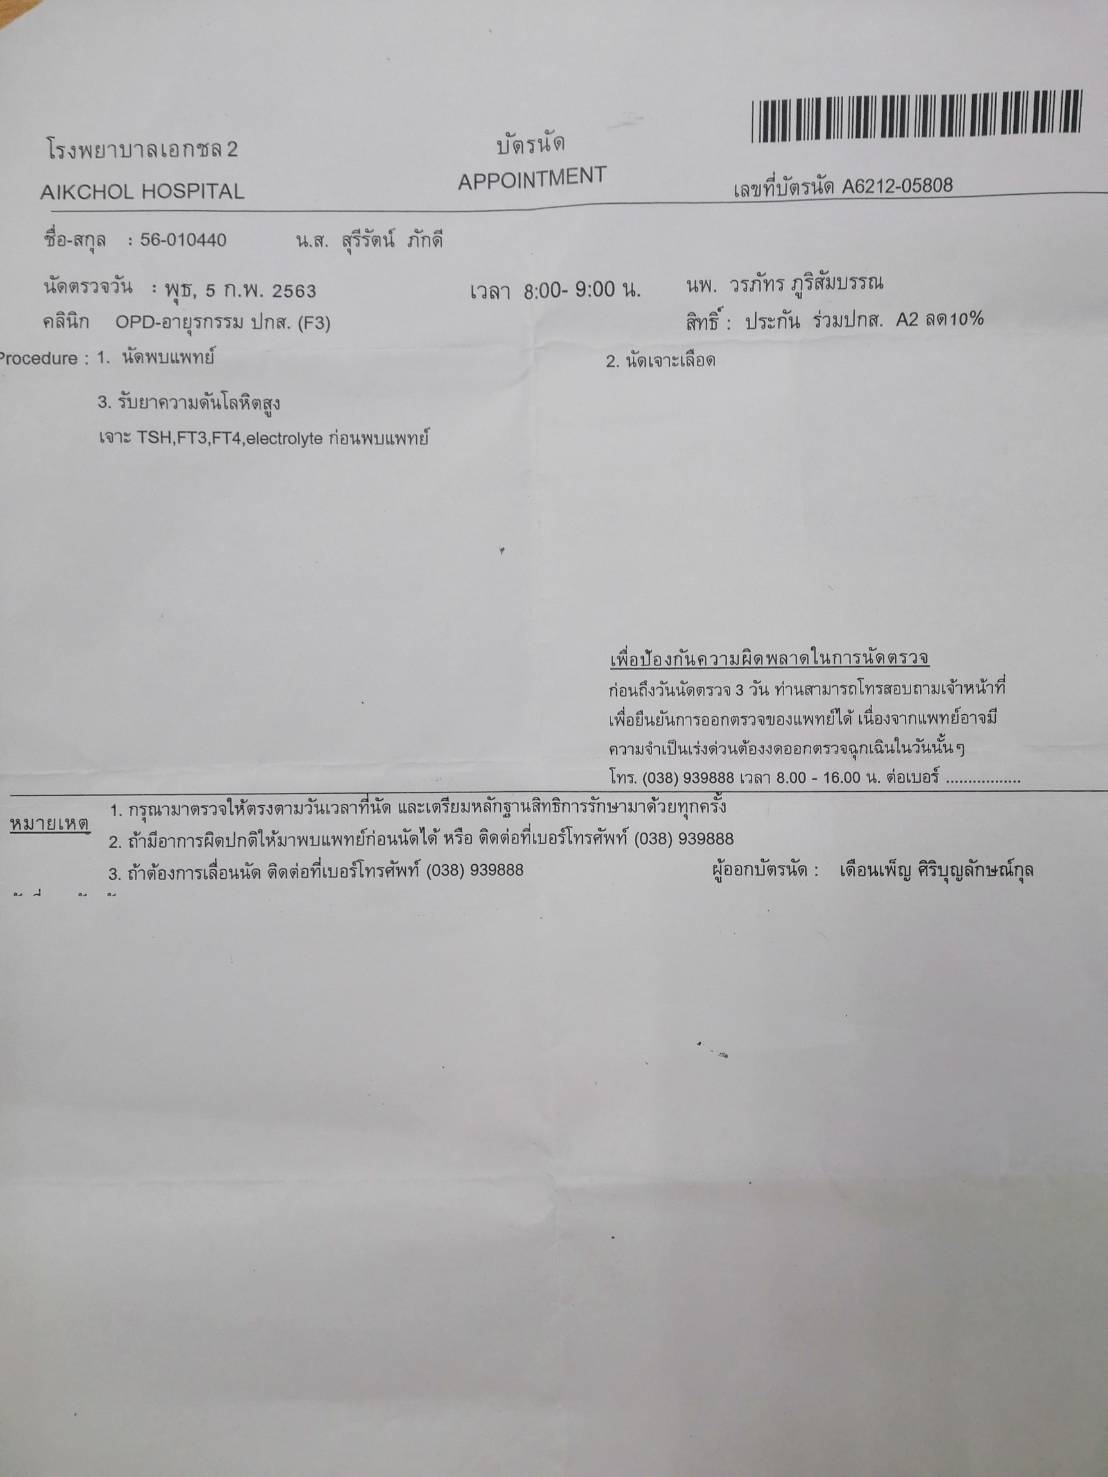 โรงพยาบาลเอกชล 2
บัตรนัด
AIKCHOL HOSPITAL
APPOINTMENT
เลขที่บัตรนัด A6212-05808
ชื่อ-สกุล : 56-010440 น.ส. สุรีรัตน์ ภักดี
นัดตรวจวัน : พุธ, 5 ก.พ. 2563 เวลา 8:00- 9:00 น. นพ. วรภัทร ภูริสัมบรรณ
คลินิก OPD-อายุรกรรม ปกส. (F3) สิทธิ์ : ประกัน ร่วมปกส. A2 ลด10%
Procedure : 1. นัดพบแพทย์ 2. นัดเจาะเลือด
3. รับยาความดันโลหิตสูง
เจาะ TSH,FT3,FT4,electrolyte ก่อนพบแพทย์
เพื่อป้องกันความผิดพลาดในการนัดตรวจ
ก่อนถึงวันนัดตรวจ 3 วัน ท่านสามารถโทรสอบถามเจ้าหน้าที่
เพื่อยืนยันการออกตรวจของแพทย์ได้ เนื่องจากแพทย์อาจมี
ความจำเป็นเร่งด่วนต้องงดออกตรวจฉุกเฉินในวันนั้นๆ
โทร. (038) 939888 เวลา 8.00 - 16.00 น. ต่อเบอร์ .................
หมายเหตุ 1. กรุณามาตรวจให้ตรงตามวันเวลาที่นัด และเตรียมหลักฐานสิทธิการรักษามาด้วยทุกครั้ง
2. ถ้ามีอาการผิดปกติให้มาพบแพทย์ก่อนนัดได้ หรือ ติดต่อที่เบอร์โทรศัพท์ (038) 939888
3. ถ้าต้องการเลื่อนนัด ติดต่อที่เบอร์โทรศัพท์ (038) 939888 ผู้ออกบัตรนัด : เดือนเพ็ญ ศิริบุญลักษณ์กุล